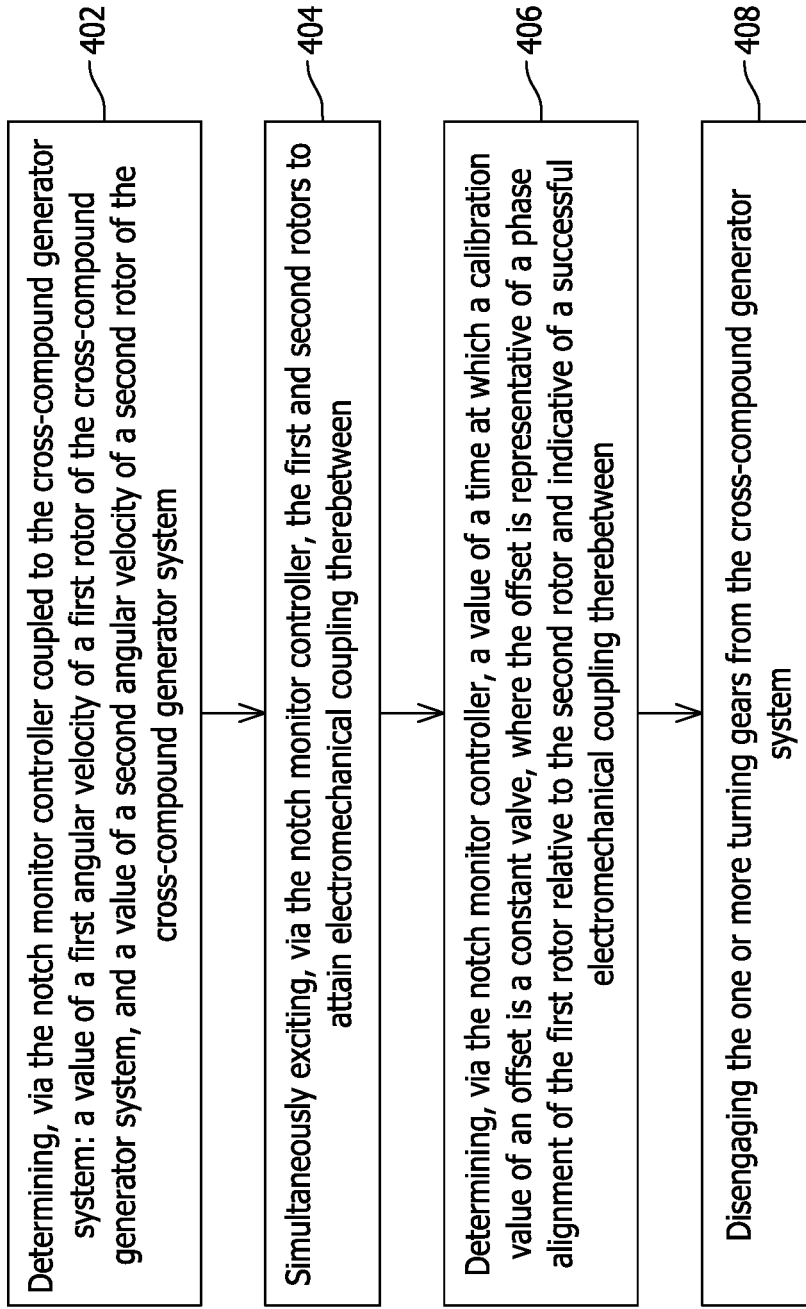 Determining, via the notch monitor controller coupled to the cross-compound generator
system: a value of a first angular velocity of a first rotor of the cross-compound
generator system, and a value of a second angular velocity of a second rotor of the
cross-compound generator system
402
Simultaneously exciting, via the notch monitor controller, the first and second rotors to
attain electromechanical coupling therebetween
404
Determining, via the notch monitor controller, a value of a time at which a calibration
value of an offset is a constant valve, where the offset is representative of a phase
alignment of the first rotor relative to the second rotor and indicative of a successful
electromechanical coupling therebetween
406
Disengaging the one or more turning gears from the cross-compound generator
system
408